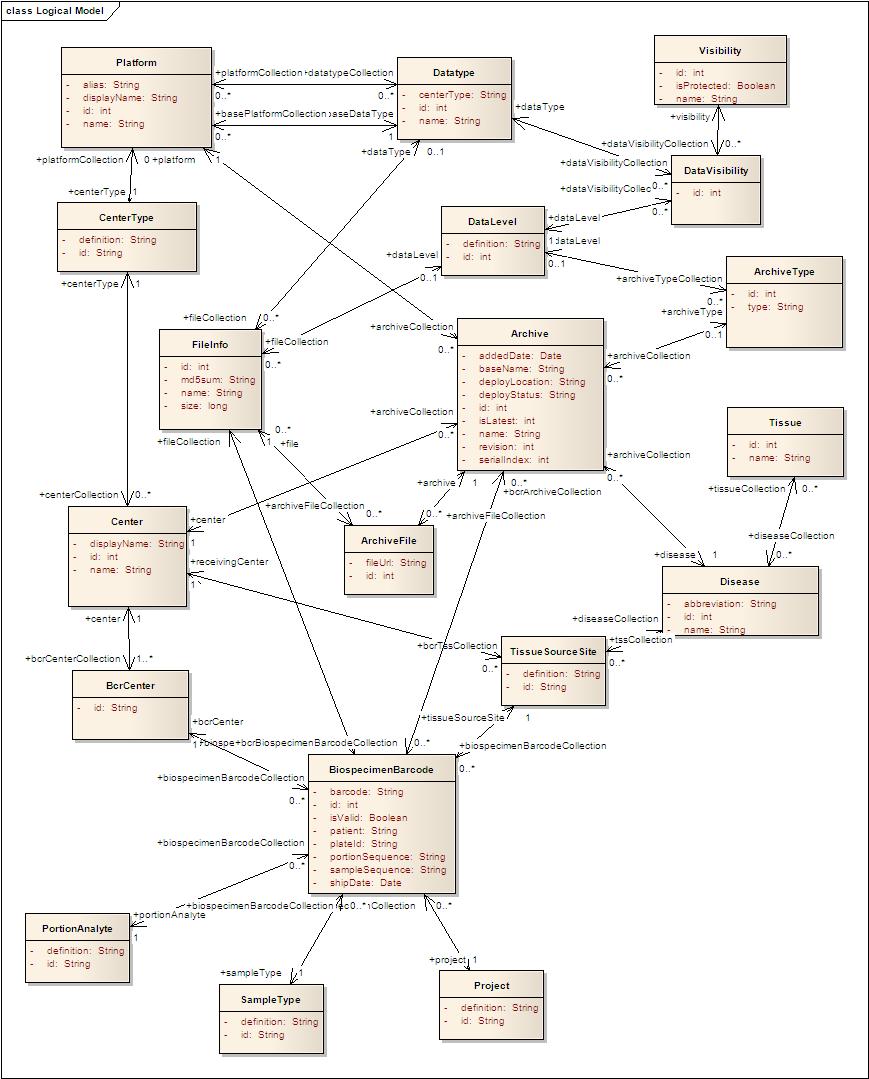 class Logical Model
Platform
- alias: String
- displayName: String
- id: int
- name: String
+platformCollection
+datatypeCollection
0..*
0..*
+basePlatformCollection
baseDataType
0..*
1
Datatype
- centerType: String
- id: int
- name: String
Visibility
- id: int
- isProtected: Boolean
- name: String
+visibility
0..*
+dataType
+dataVisibilityCollection
+dataVisibilityCollection
DataVisibility
- id: int
+dataVisibilityCollec
0..*
0..*
+platformCollection
0
+platform
1
+dataType
0..1
+centerType
1
CenterType
- definition: String
- id: String
+centerType
1
DataLevel
- definition: String
- id: int
+dataLevel
1
dataLevel
0..1
+dataLevel
0..1
+archiveTypeCollection
0..*
+archiveType
0..1
ArchiveType
- id: int
- type: String
+fileCollection
0..*
FileInfo
- id: int
- md5sum: String
- name: String
- size: long
+fileCollection
0..*
+archiveCollection
0..*
Archive
- addedDate: Date
- baseName: String
- deployLocation: String
- deployStatus: String
- id: int
- isLatest: int
- name: String
- revision: int
- serialIndex: int
+archiveCollection
0..*
+archiveCollection
0..*
+archiveCollection
0..*
Tissue
- id: int
- name: String
+tissueCollection
0..*
+fileCollection
0..*
1
+file
+archive
1
0..*
+bcrArchiveCollection
+centerCollection
0..*
+archiveFileCollection
0..*
0..*
+archiveFileCollection
Center
- displayName: String
- id: int
- name: String
+center
1
+receivingCenter
1
ArchiveFile
- fileUrl: String
- id: int
+diseaseCollection
0..*
+disease
1
Disease
- abbreviation: String
- id: int
- name: String
+center
1
+diseaseCollection
+tssCollection
0..*
+bcrTssCollection
0..*
TissueSourceSite
- definition: String
- id: String
+bcrCenterCollection
1..*
BcrCenter
- id: String
+bcrCenter
1
+tissueSourceSite
1
+bcrBiospecimenBarcodeCollection
0..*
+biospecimenBarcodeCollection
0..*
+biospecimenBarcodeCollection
0..*
BiospecimenBarcode
- barcode: String
- id: int
- isValid: Boolean
- patient: String
- plateId: String
- portionSequence: String
- sampleSequence: String
- shipDate: Date
+biospecimenBarcodeCollection
0..*
+biospecimenBarcodeCollection
0..*
Collection
0..*
+portionAnalyte
1
PortionAnalyte
- definition: String
- id: String
+sampleType
1
SampleType
- definition: String
- id: String
+project
1
Project
- definition: String
- id: String